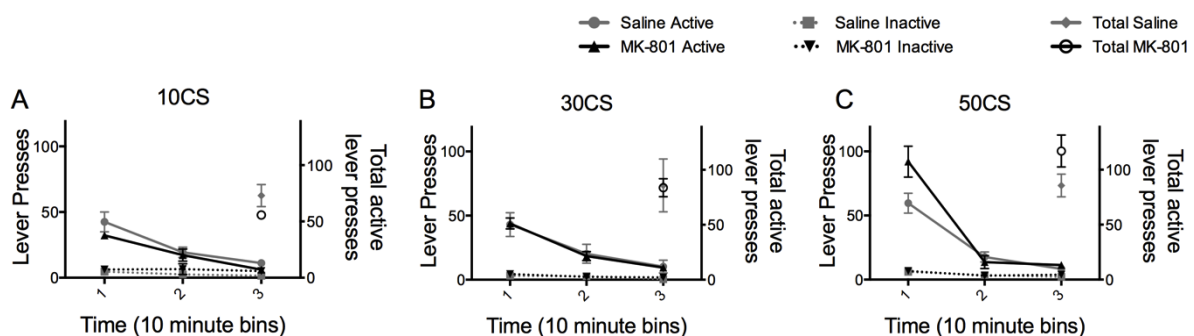 Saline Active
Saline Inactive
Total Saline
MK-801 Active
MK-801 Inactive
Total MK-801
A
10CS
Lever Presses
100
50
0
1
2
3
100
50
0
Total active
lever presses
Time (10 minute bins)
B
30CS
Lever Presses
100
50
0
1
2
3
100
50
0
Total active
lever presses
Time (10 minute bins)
C
50CS
Lever Presses
100
50
0
1
2
3
100
50
0
Total active
lever presses
Time (10 minute bins)